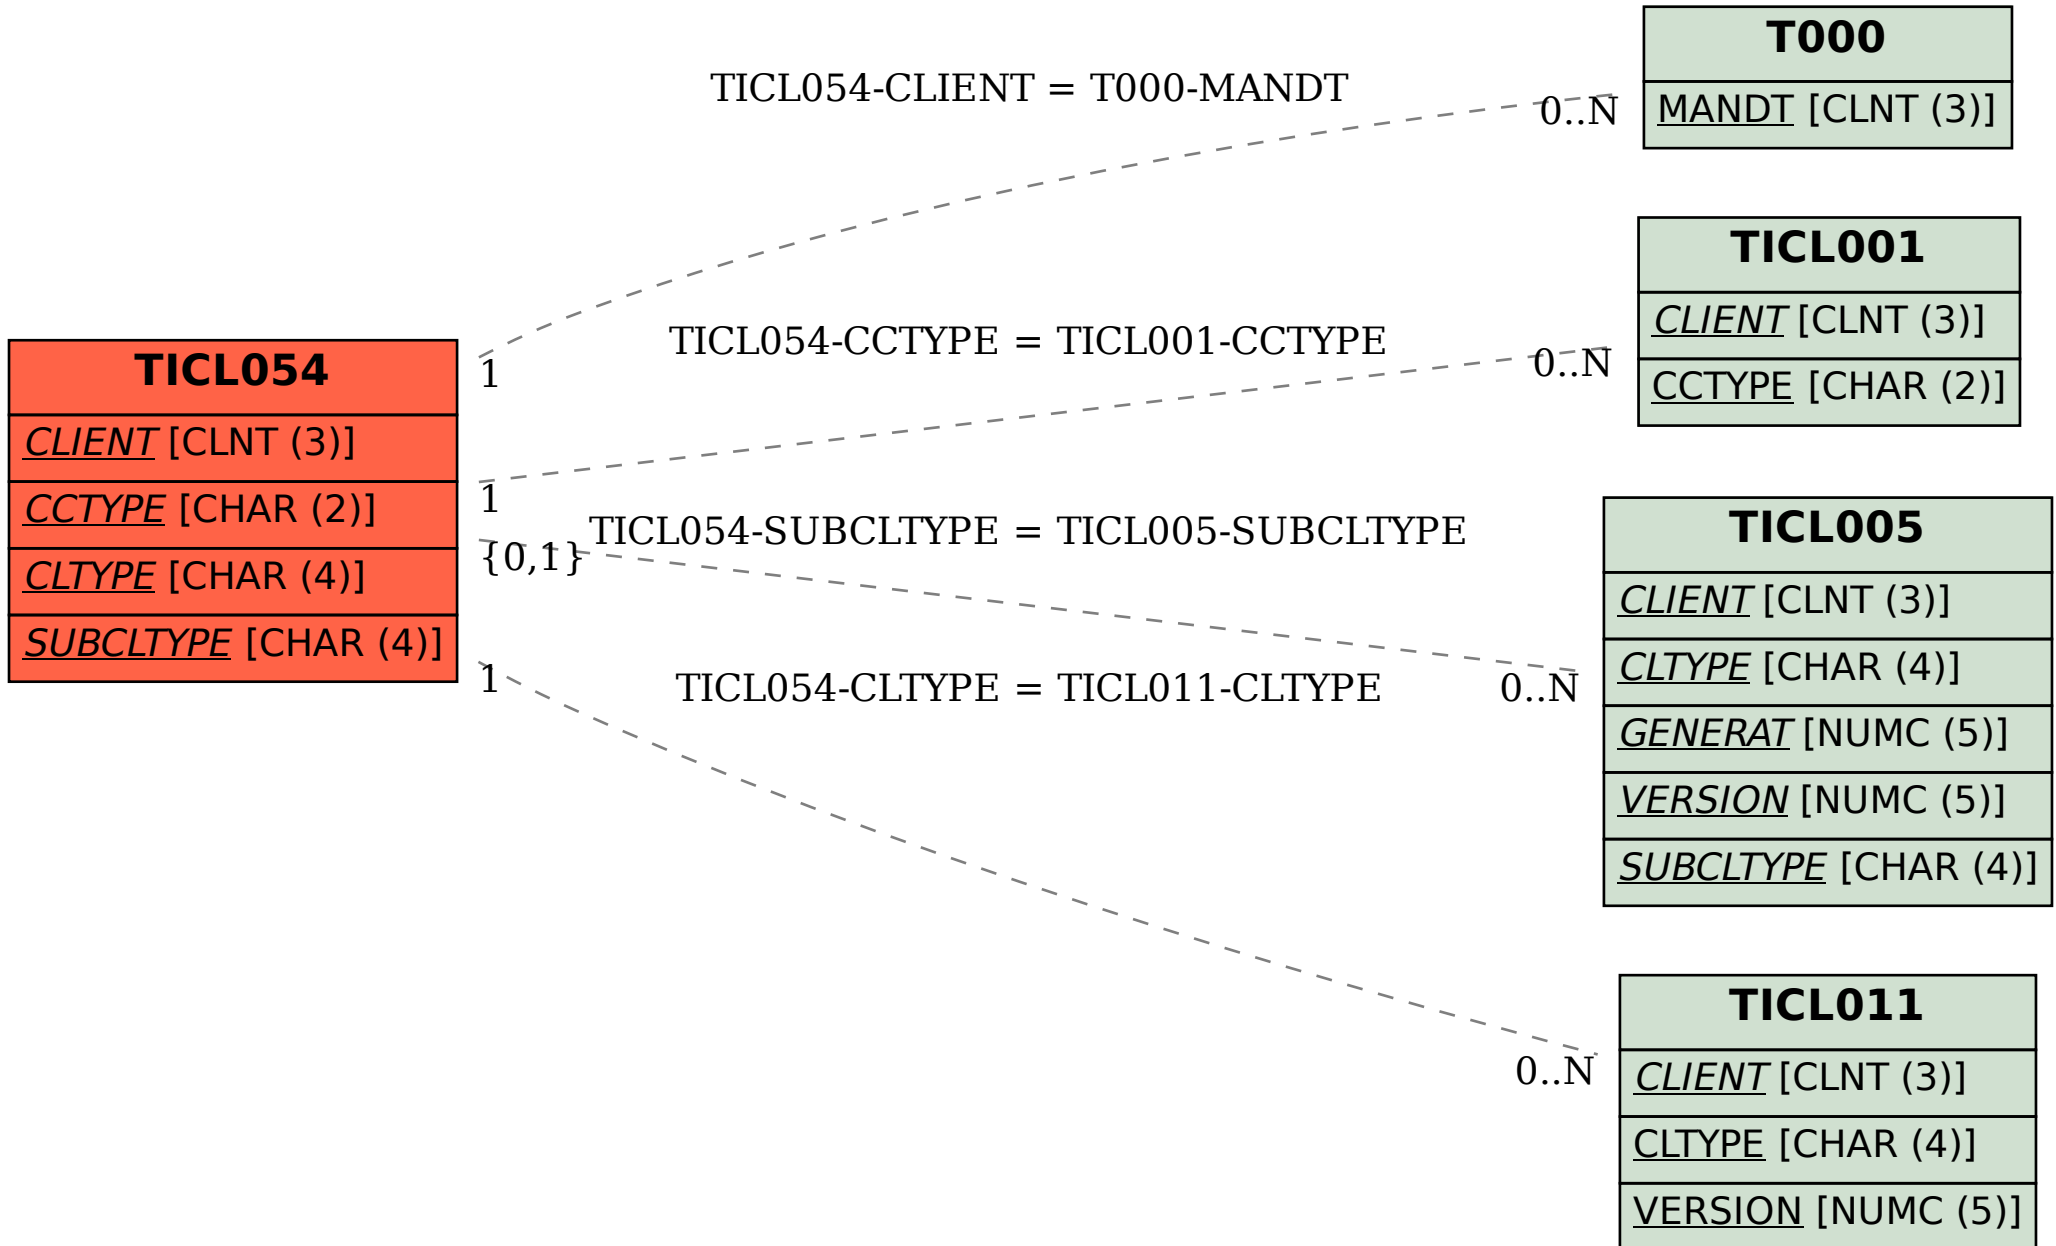 T000
MANDT [CLNT (3)]
TICL054-CLIENT = T000-MANDT
0..N
1
TICL001
CLIENT [CLNT (3)]
CCTYPE [CHAR (2)]
TICL054-CCTYPE = TICL001-CCTYPE
0..N
1
TICL054
CLIENT [CLNT (3)]
CCTYPE [CHAR (2)]
CLTYPE [CHAR (4)]
SUBCLTYPE [CHAR (4)]
TICL054-SUBCLTYPE = TICL005-SUBCLTYPE
{0,1}
0..N
TICL005
CLIENT [CLNT (3)]
CLTYPE [CHAR (4)]
GENERAT [NUMC (5)]
VERSION [NUMC (5)]
SUBCLTYPE [CHAR (4)]
TICL054-CLTYPE = TICL011-CLTYPE
1
0..N
TICL011
CLIENT [CLNT (3)]
CLTYPE [CHAR (4)]
VERSION [NUMC (5)]